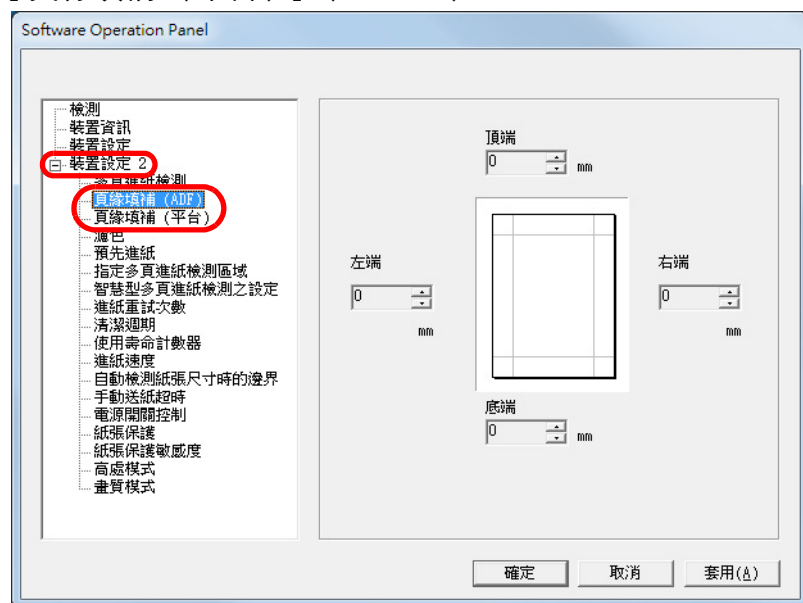 Software Operation Panel
檢測
裝置資訊
裝置設定
裝置設定 2
多頁進紙檢測
頁緣填補 (ADF)
頁緣填補 (平台)
濾色
預先進紙
指定多頁進紙檢測區域
智慧型多頁進紙檢測之設定
進紙重試次數
清潔週期
使用壽命計數器
進紙速度
自動檢測紙張尺寸時的邊界
手動送紙超時
電源開關控制
紙張保護
紙張保護敏感度
高處模式
畫質模式
頂端
0 mm
左端
0
mm
右端
0
mm
底端
0 mm
確定 取消 套用(A)